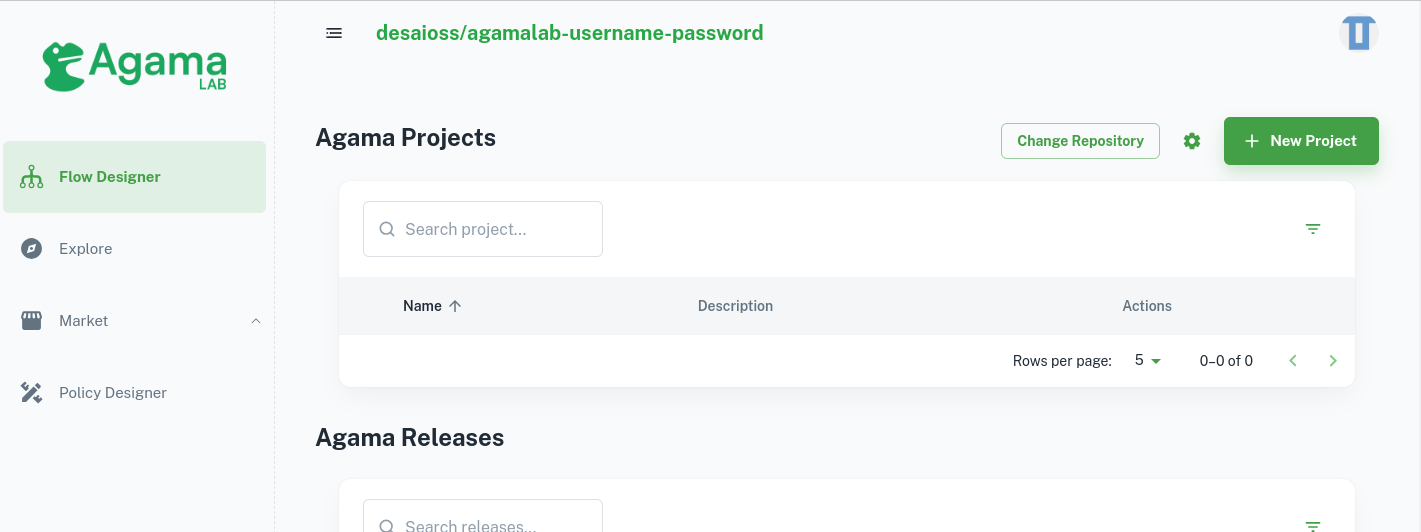 Agama
LAB
desaioss/agamalab-username-password
Flow Designer
Explore
Market
Policy Designer
Agama Projects
Change Repository
New Project
Search project...
Name
Description
Actions
Rows per page:
5
0–0 of 0
Agama Releases
Search releases...